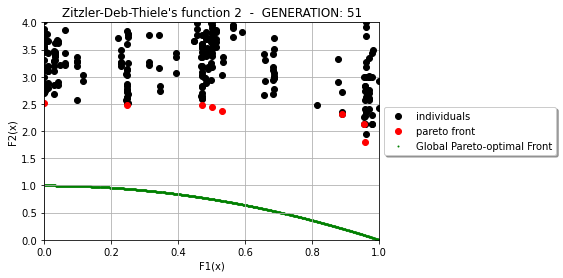 Zitzler-Deb-Thiele's function 2 - GENERATION: 51
4.0
3.5
3.0
2.5
2.0
1.5
1.0
0.5
0.0
F2(x)
0.0 0.2 0.4 0.6 0.8 1.0
F1(x)
individuals
pareto front
Global Pareto-optimal Front